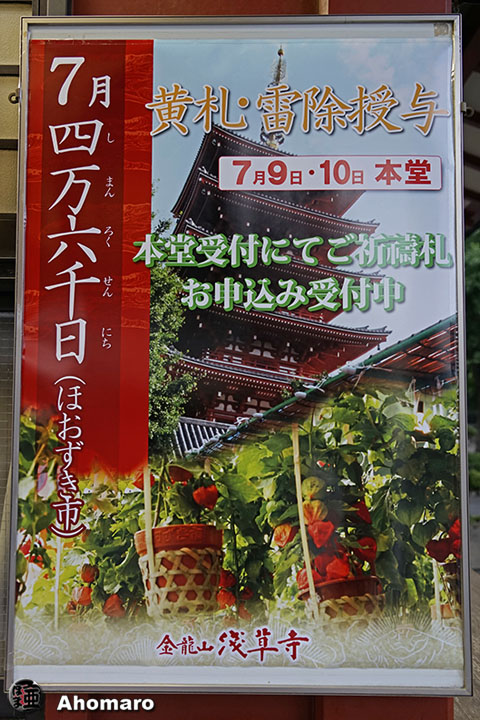 7月四万六千日(ほおずき市)
しまんろくせんにち
黄札・雷除授与
7月9日・10日 本堂
本堂受付にてご祈禱札
お申込み受付中
金龍山 浅草寺
Ahomaro